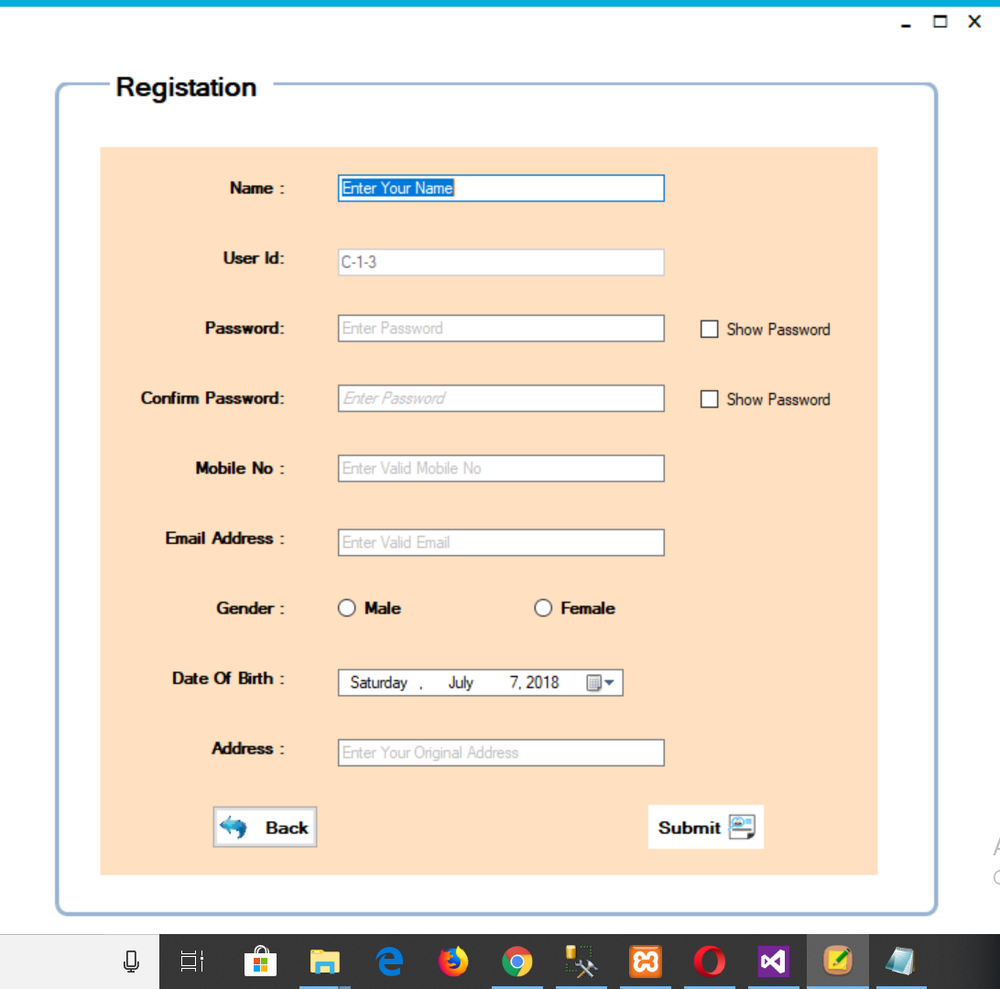 Registation
Name :
Enter Your Name
User Id:
C-1-3
Password:
Enter Password
Show Password
Confirm Password:
Enter Password
Show Password
Mobile No :
Enter Valid Mobile No
Email Address :
Enter Valid Email
Gender :
Male
Female
Date Of Birth :
Saturday , July 7, 2018
Address :
Enter Your Original Address
Back
Submit